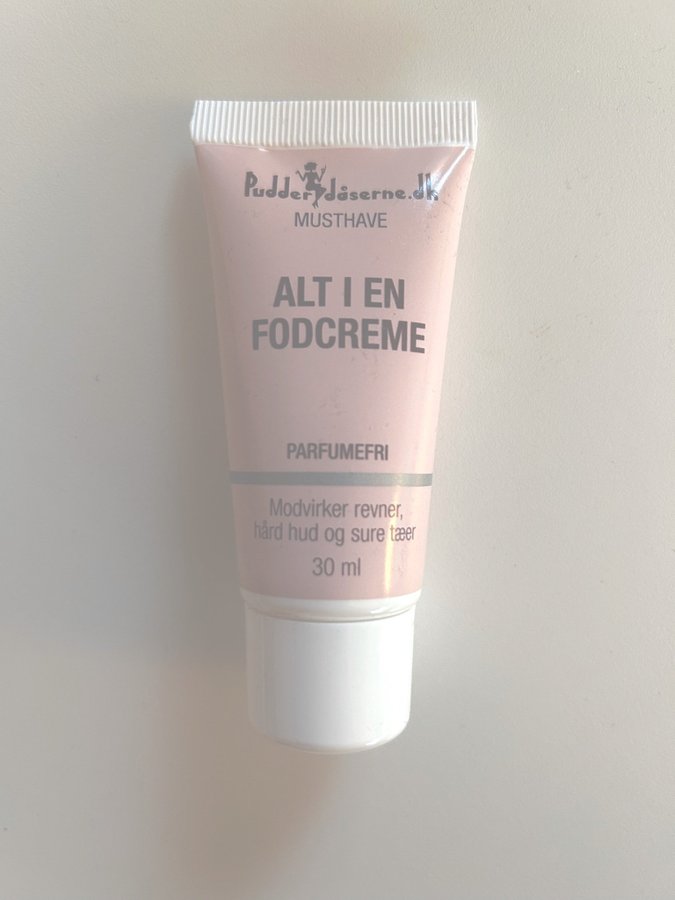 Pudderdåserne.dk
MUSTHAVE
ALT I EN
FODCREME
PARFUMEFRI
Modvirker revner,
hård hud og sure tæer
30 ml